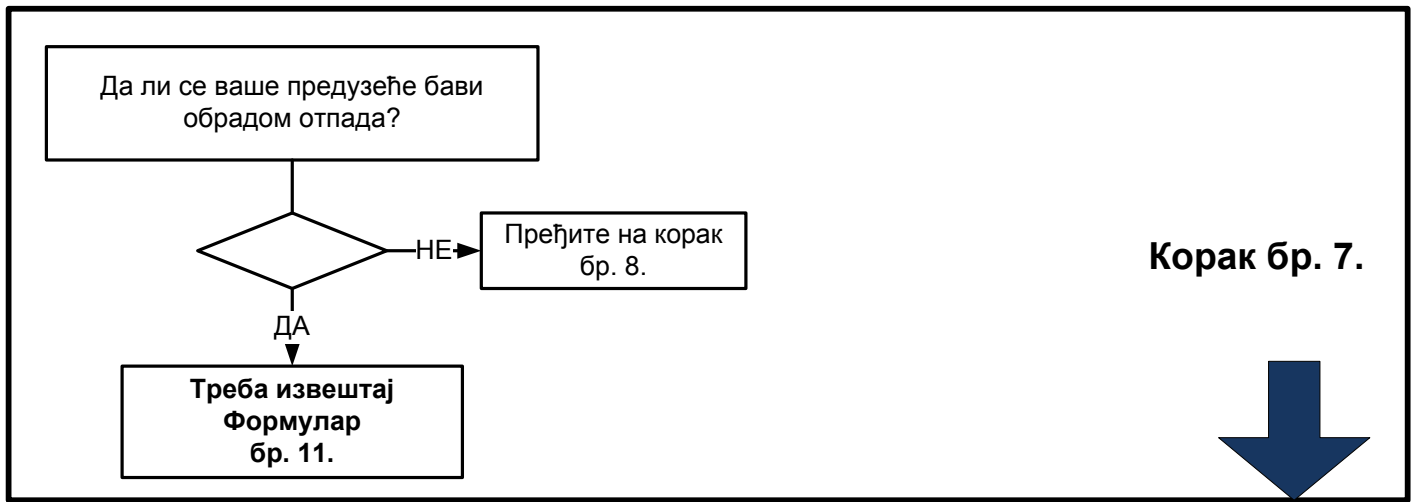 Да ли се ваше предузеће бави
обрадом отпада?
НЕ
Пређите на корак
бр. 8.
Корак бр. 7.
ДА
Треба извештај
Формулар
бр. 11.